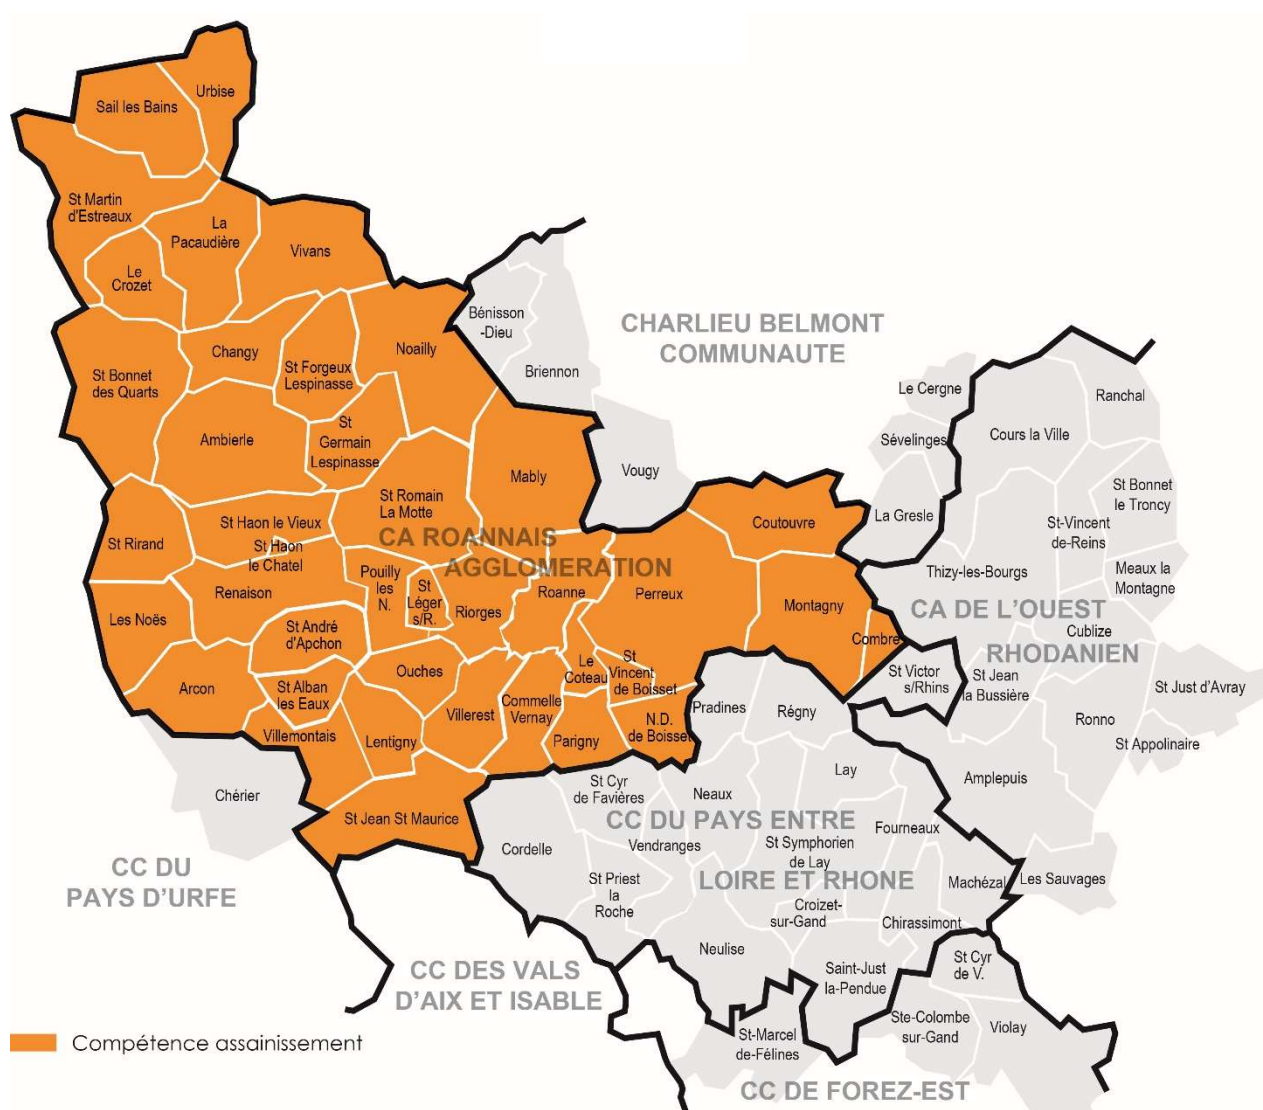 Urbise
Sail les Bains
St Martin
d'Estreaux
La
Pacaudière
Vivans
Le
Crozet
Bénisson
-Dieu
CHARLIEU BELMONT
COMMUNAUTE
Changy
Noailly
St Forgeux
Lespinasse
St Bonnet
des Quarts
Briennon
Le Cergne
Ranchal
Ambierle
St
Germain
Lespinasse
Sévelinges
Cours la Ville
Mably
Vougy
St Bonnet
le Troncy
St Romain
La Motte
St Haon le Vieux
Coutouvre
La Gresle
St-Vincent
de-Reins
CA ROANNAIS
AGGLOMERATION
St Rirand
St Haon
le Chatel
Pouilly
les
N.
St
Léger
s/R.
Riorges
Roanne
Perreux
Thizy-les-Bourgs
Meaux la
Montagne
Renaison
Montagny
CA DE L'OUEST
RHODANIEN
Les Noës
St André
d'Apchon
Combre
Cublize
Ouches
Le
Coteau
St
Vincent
de Boisset
St Victor
s/Rhins
St Jean
la Bussière
St Just d'Avray
Arcon
St Alban
les Eaux
Commelle
Vernay
Villerest
Pradines
Régny
Ronno
Villemontais
Lentigny
Parigny
N.D.
de Boisset
St Appolinaire
Lay
Amplepuis
Chérier
St Cyr
de Favières
Neaux
St Jean St Maurice
CC DU PAYS ENTRE
LOIRE ET RHONE
Fourneaux
Cordelle
Vendranges
St Symphorien
de Lay
CC DU
PAYS D'URFE
St Priest
la
Roche
Machézal
Les Sauvages
Croizet-
sur-Gand
Chirassimont
Neulise
CC DES VALS
D'AIX ET ISABLE
Saint-Just
la-Pendue
St Cyr
de V.
Ste-Colombe
sur-Gand
Violay
St-Marcel
de-Félines
Compétence assainissement
CC DE FOREZ-EST